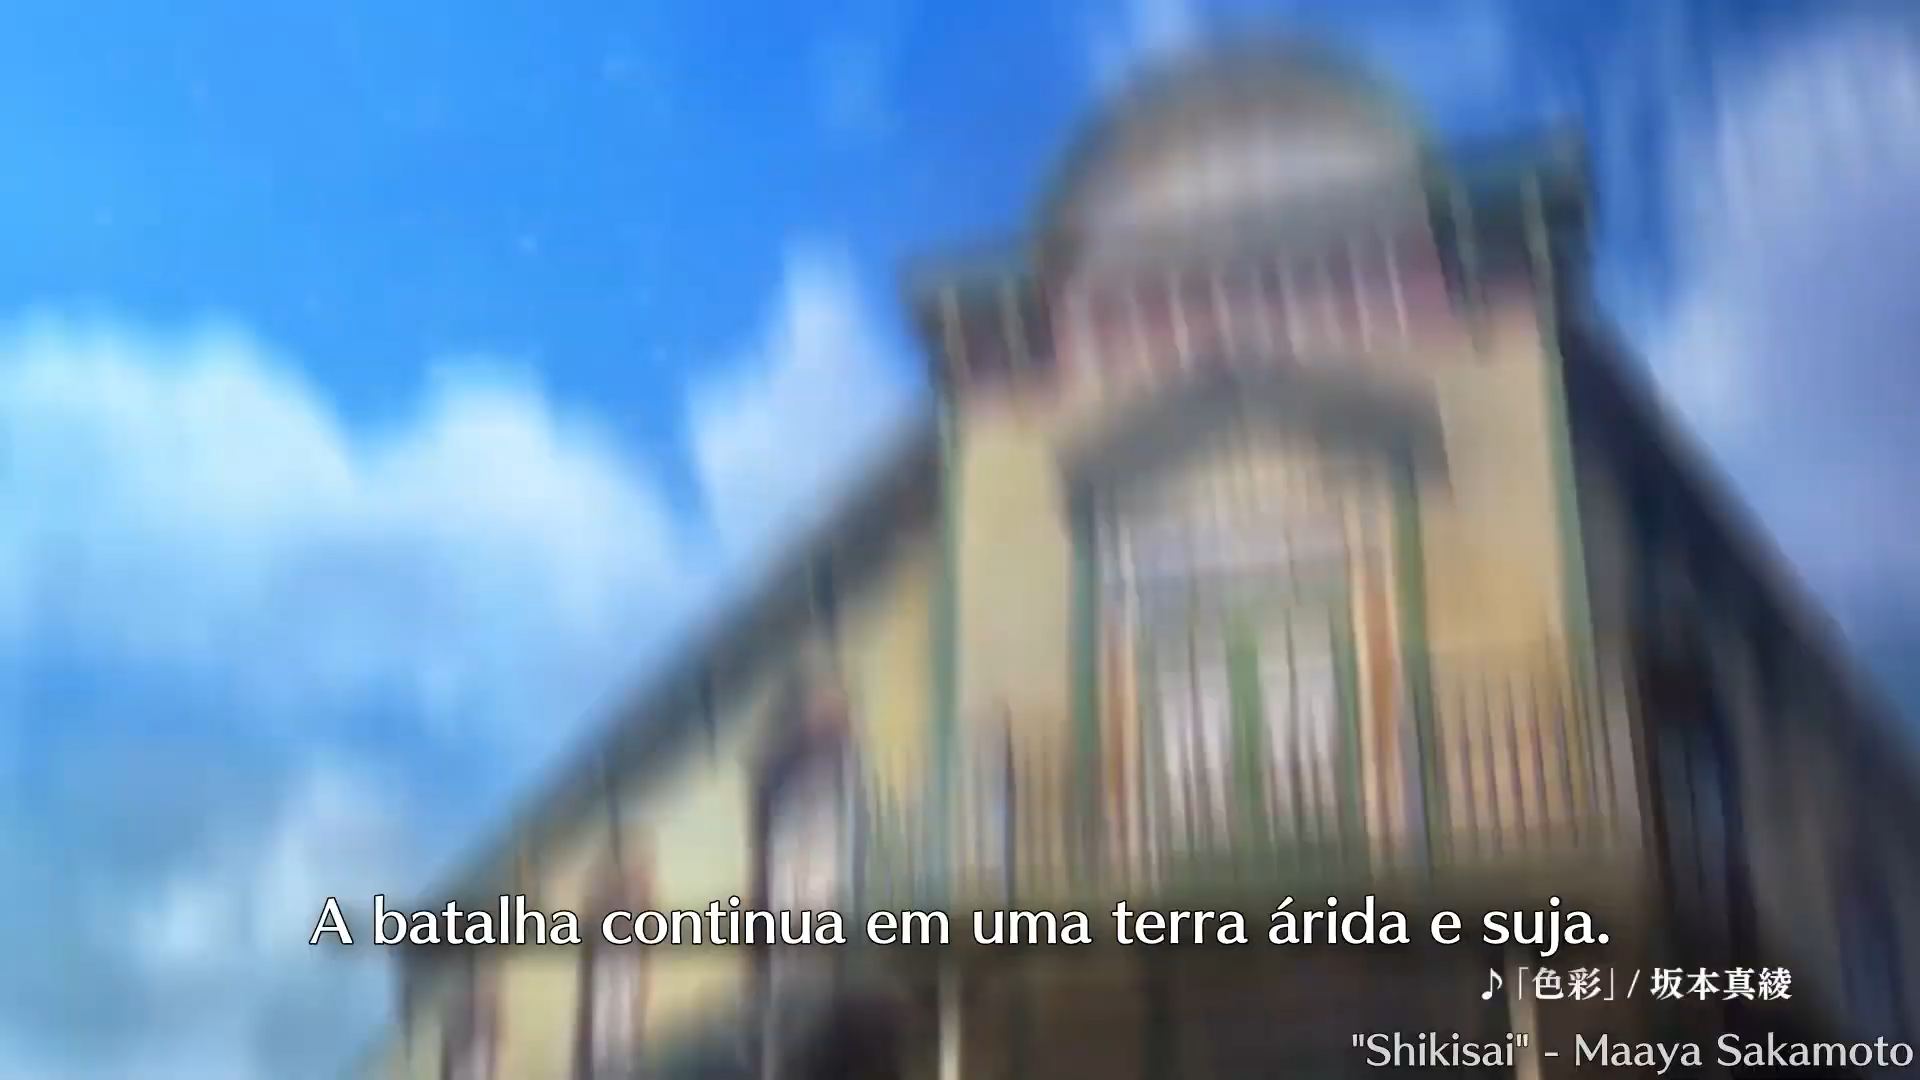 A batalha continua em uma terra árida e suja.
♪「色彩」/ 坂本真綾
"Shikisai" - Maaya Sakamoto